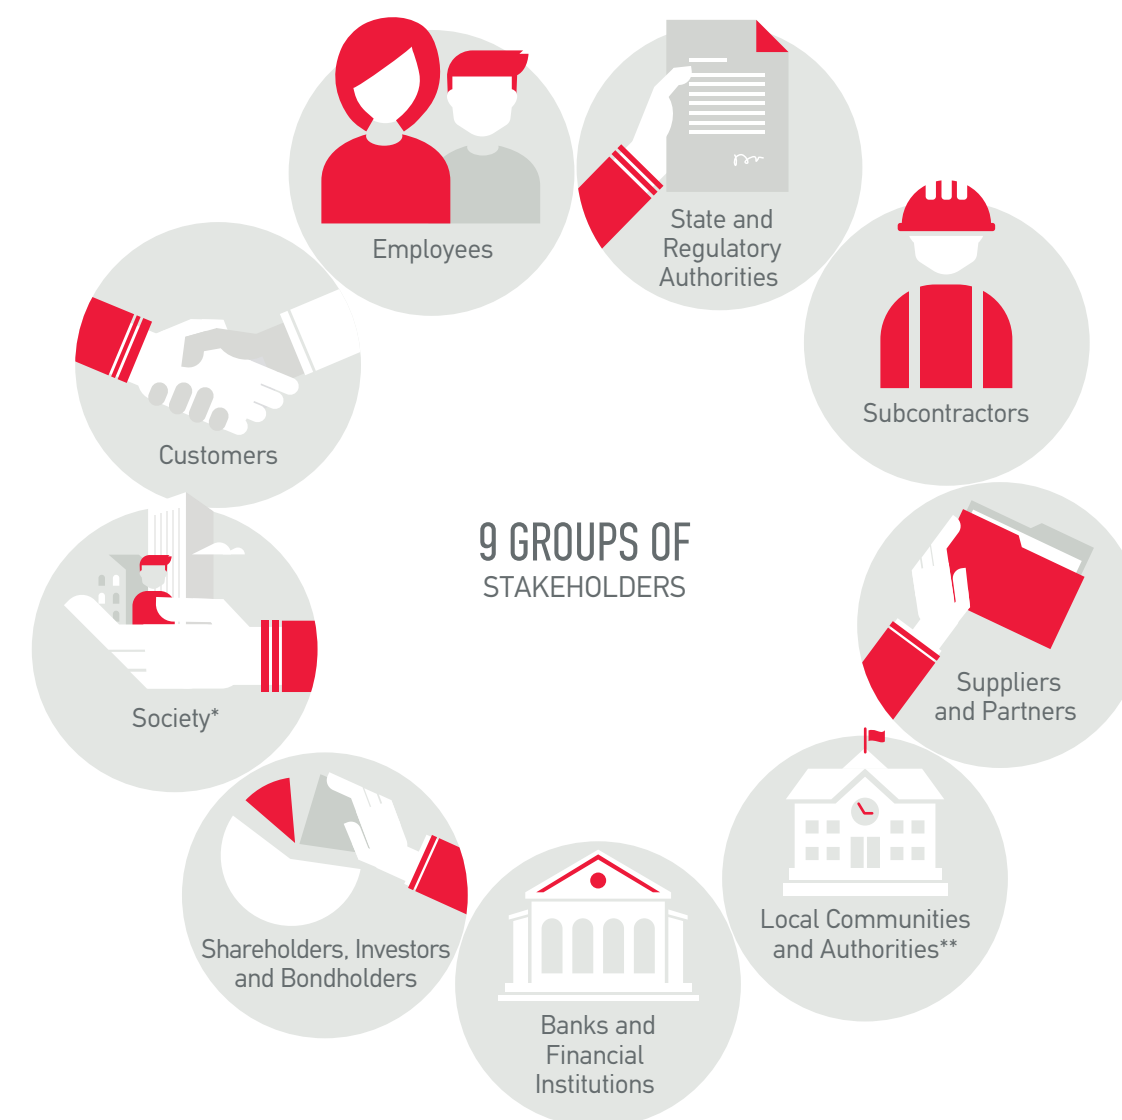 Employees
State and
Regulatory
Authorities
Subcontractors
Customers
9 GROUPS OF
STAKEHOLDERS
Suppliers
and Partners
Society*
Local Communities
and Authorities**
Shareholders, Investors
and Bondholders
Banks and
Financial
Institutions